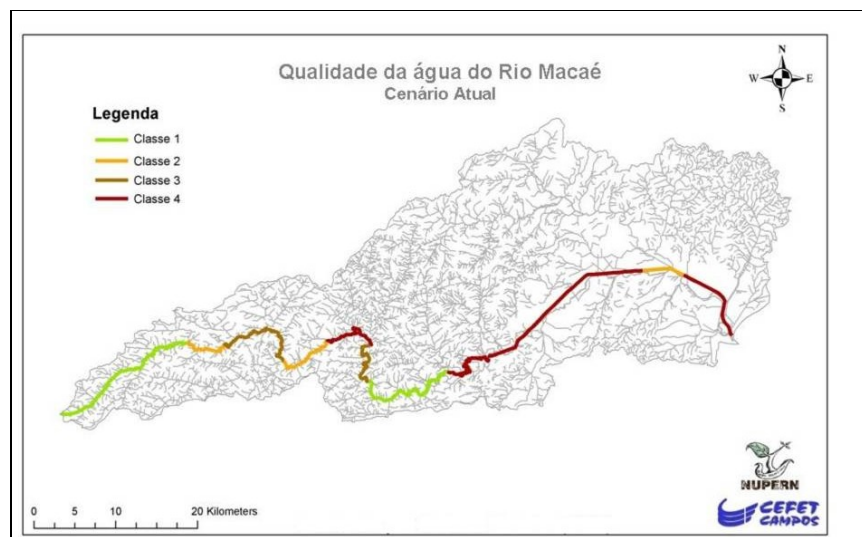 Qualidade da água do Rio Macaé
Cenário Atual
N
W E
S
Legenda
Classe 1
Classe 2
Classe 3
Classe 4
0 5 10 20 Kilometers
NUPERN
CEFET
CAMPOS